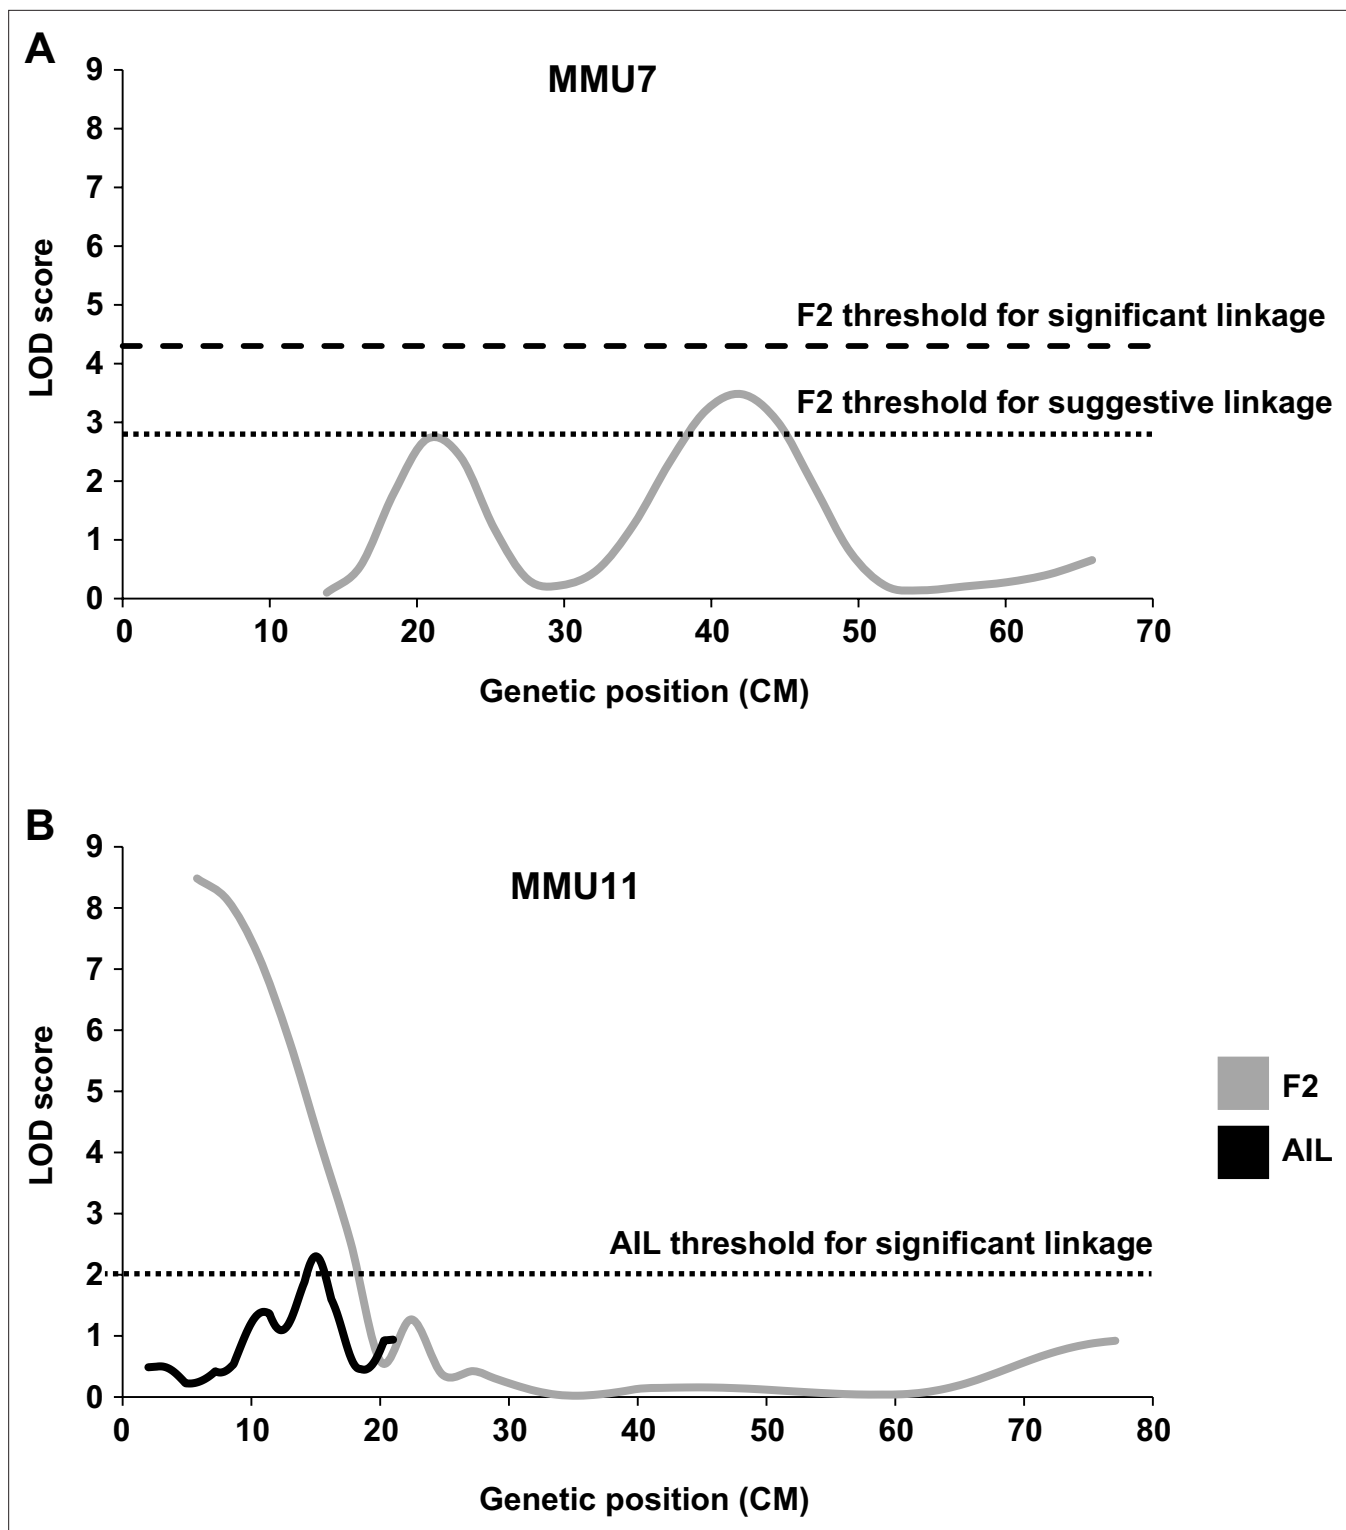 A
MMU7
9
8
7
6
5
4
3
2
1
0
LOD score
F2 threshold for significant linkage
F2 threshold for suggestive linkage
0 10 20 30 40 50 60 70
Genetic position (CM)
B
MMU11
9
8
7
6
5
4
3
2
1
0
LOD score
AIL threshold for significant linkage
F2
AIL
0 10 20 30 40 50 60 70 80
Genetic position (CM)